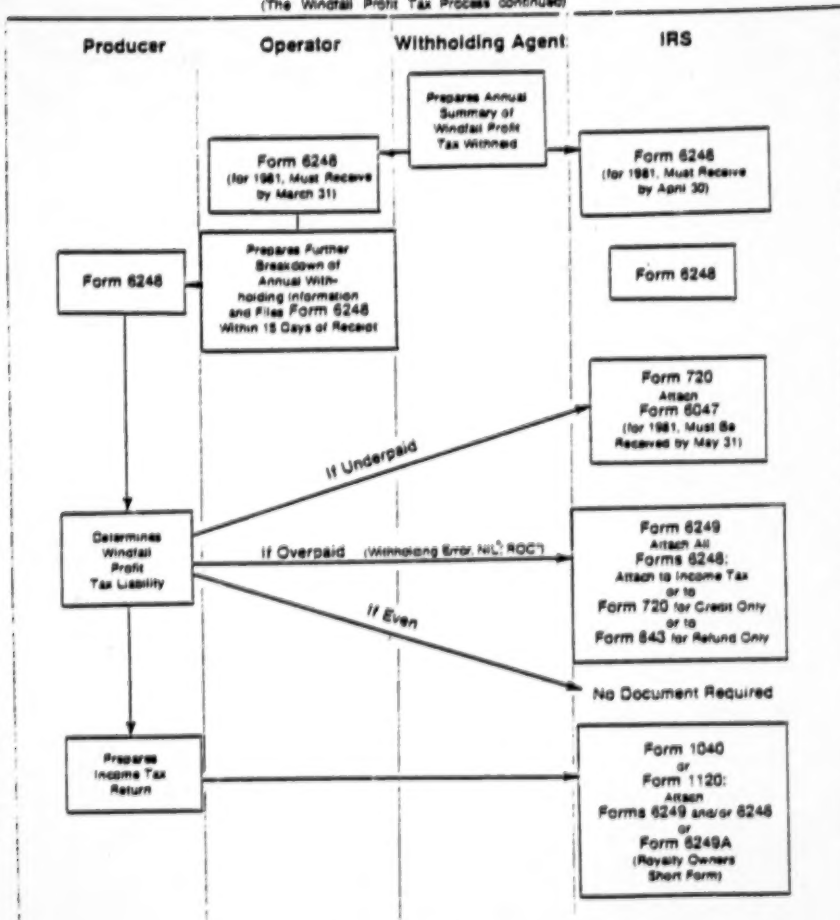 (The Windfall Profit Tax Process continued)
Producer
Operator
Withholding Agent
IRS
Prepares Annual
Summary of
Windfall Profit
Tax Withheld
Form 6248
(for 1981, Must Receive
by March 31)
Form 6248
(for 1981, Must Receive
by April 30)
Form 6248
Prepares Further
Breakdown of
Annual With-
holding Information
and Files Form 6248
Within 15 Days of Receipt
Form 6248
Form 720
Attach
Form 6047
(for 1981, Must Be
Received by May 31)
If Underpaid
Determines
Windfall
Profit
Tax Liability
If Overpaid (Withholding Error, NIL, ROC)
Form 6249
Attach All
Forms 6248:
Attach to Income Tax
or to
Form 720 for Credit Only
or to
Form 843 for Refund Only
If Even
No Document Required
Prepares
Income Tax
Return
Form 1040
or
Form 1120:
Attach
Forms 6249 and/or 6248
or
Form 6249A
(Royalty Owners
Short Form)